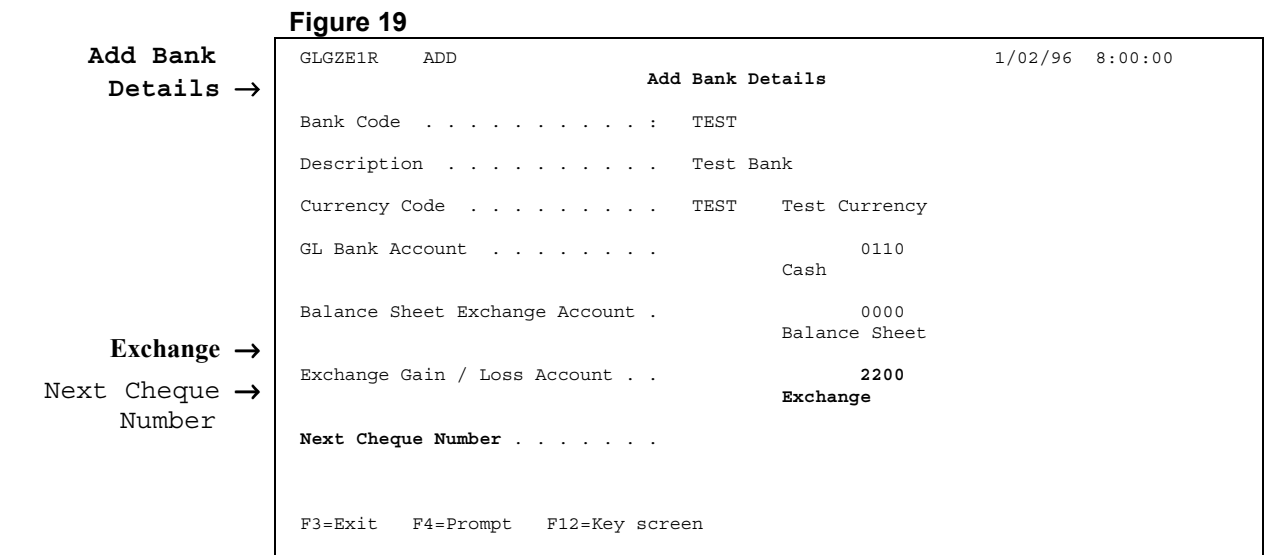 Figure 19
Add Bank
Details →
GLGZE1R ADD 1/02/96 8:00:00
Add Bank Details
Bank Code . . . . . . . . . . . : TEST
Description . . . . . . . . . . Test Bank
Currency Code . . . . . . . . . TEST Test Currency
GL Bank Account . . . . . . . . 0110
Cash
Balance Sheet Exchange Account . 0000
Balance Sheet
Exchange →
Exchange Gain / Loss Account . . 2200
Exchange
Next Cheque →
Number
Next Cheque Number . . . . . . .
F3=Exit F4=Prompt F12=Key screen